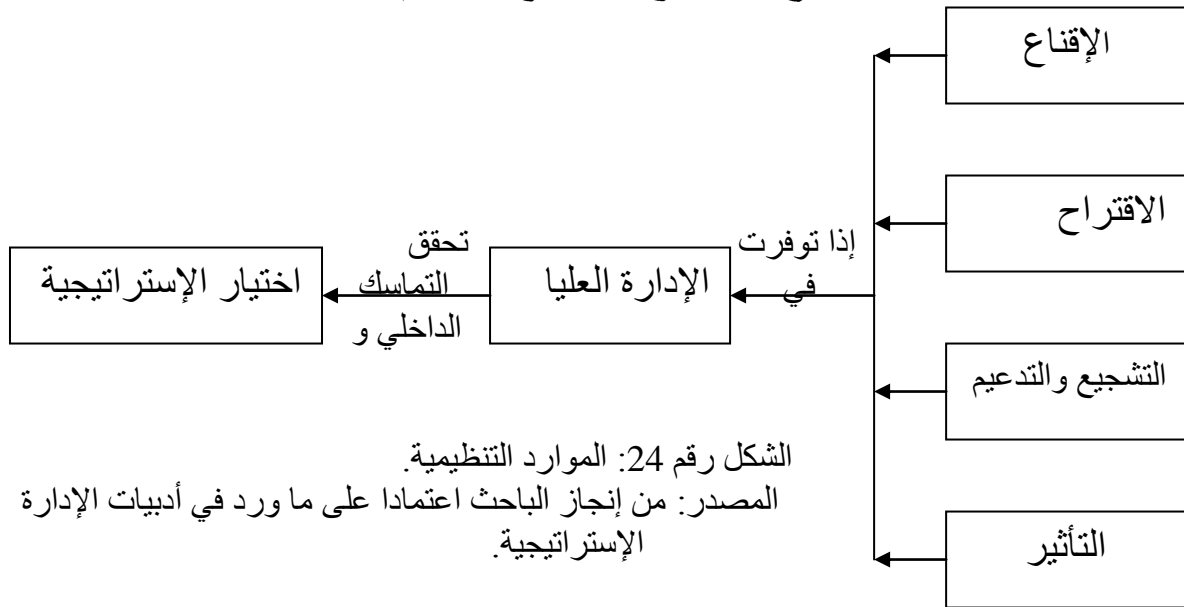 الإقناع
الاقتراح
التشجيع والتدعيم
التأثير
إذا توفرت
في
الإدارة العليا
تحقق
التماسك
الداخلي و
اختيار الإستراتيجية
الشكل رقم 24: الموارد التنظيمية.
المصدر: من إنجاز الباحث اعتمادا على ما ورد في أدبيات الإدارة
الإستراتيجية.